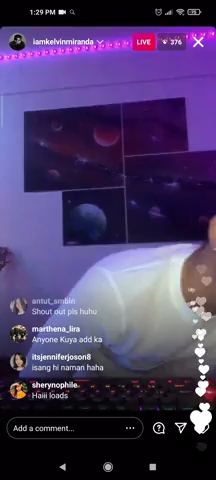 1:29 PM
iamkelvinmiranda
LIVE
376
antut_smbln
Shout out pls huhu
marthena_lira
Anyone Kuya add ka
itsjenniferjoson8
isang hi naman haha
sherynophile
Haiii loads
Add a comment...